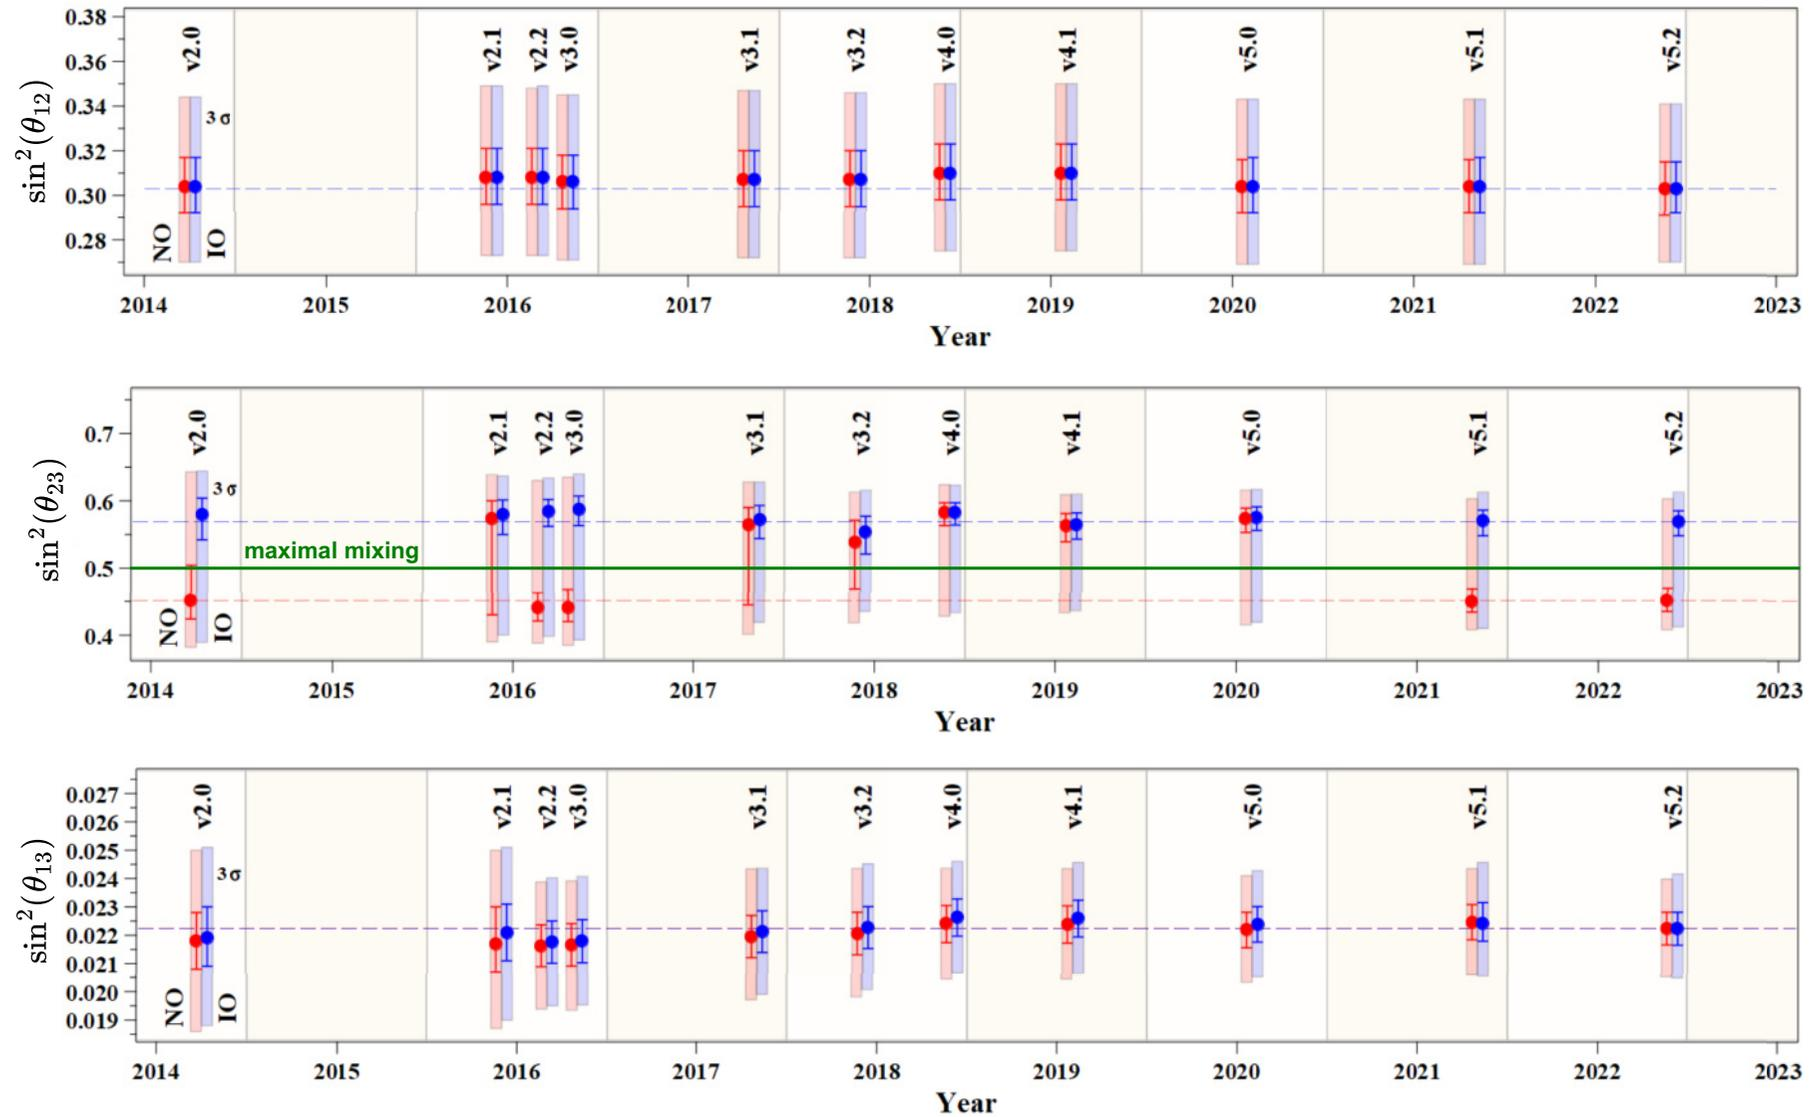 0.38
0.36
0.34
0.32
0.30
0.28
sin²(θ₁₂)
v2.0
v2.1
v2.2
v3.0
v3.1
v3.2
v4.0
v4.1
v5.0
v5.1
v5.2
3 σ
NO
IO
2014 2015 2016 2017 2018 2019 2020 2021 2022 2023
Year
0.7
0.6
0.5
0.4
sin²(θ₂₃)
v2.0
v2.1
v2.2
v3.0
v3.1
v3.2
v4.0
v4.1
v5.0
v5.1
v5.2
3 σ
maximal mixing
NO
IO
2014 2015 2016 2017 2018 2019 2020 2021 2022 2023
Year
0.027
0.026
0.025
0.024
0.023
0.022
0.021
0.020
0.019
sin²(θ₁₃)
v2.0
v2.1
v2.2
v3.0
v3.1
v3.2
v4.0
v4.1
v5.0
v5.1
v5.2
3 σ
NO
IO
2014 2015 2016 2017 2018 2019 2020 2021 2022 2023
Year